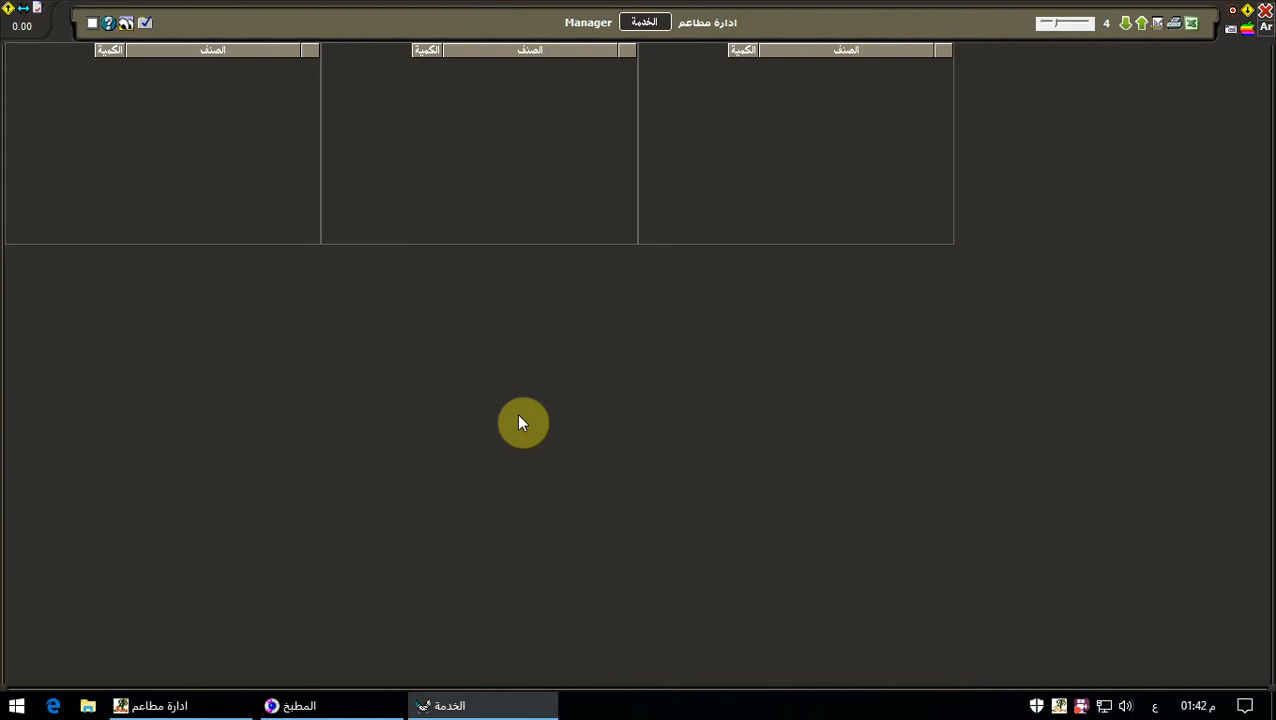 ادارة مطاعم الخدمة Manager
4
Ar
0.00
الصنف الكمية
الصنف الكمية
الصنف الكمية
ادارة مطاعم
المطبخ
الخدمة
ع
01:42 م